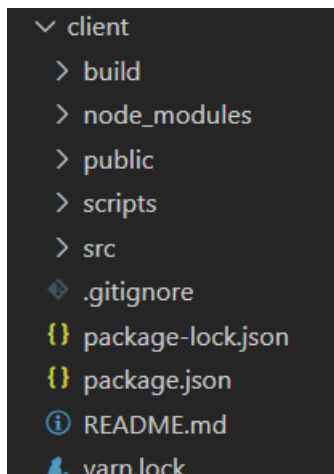 client
build
node_modules
public
scripts
src
.gitignore
package-lock.json
package.json
README.md
yarn.lock